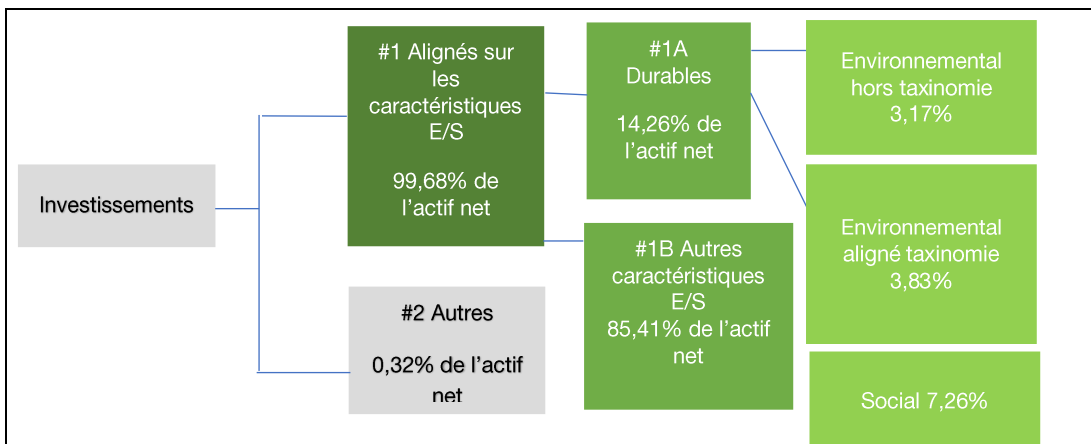 Investissements
#1 Alignés sur
les
caractéristiques
E/S
99,68% de
l'actif net
#2 Autres
0,32% de l'actif
net
#1A
Durables
14,26% de
l'actif net
#1B Autres
caractéristiques
E/S
85,41% de l'actif
net
Environnemental
hors taxinomie
3,17%
Environnemental
aligné taxinomie
3,83%
Social 7,26%